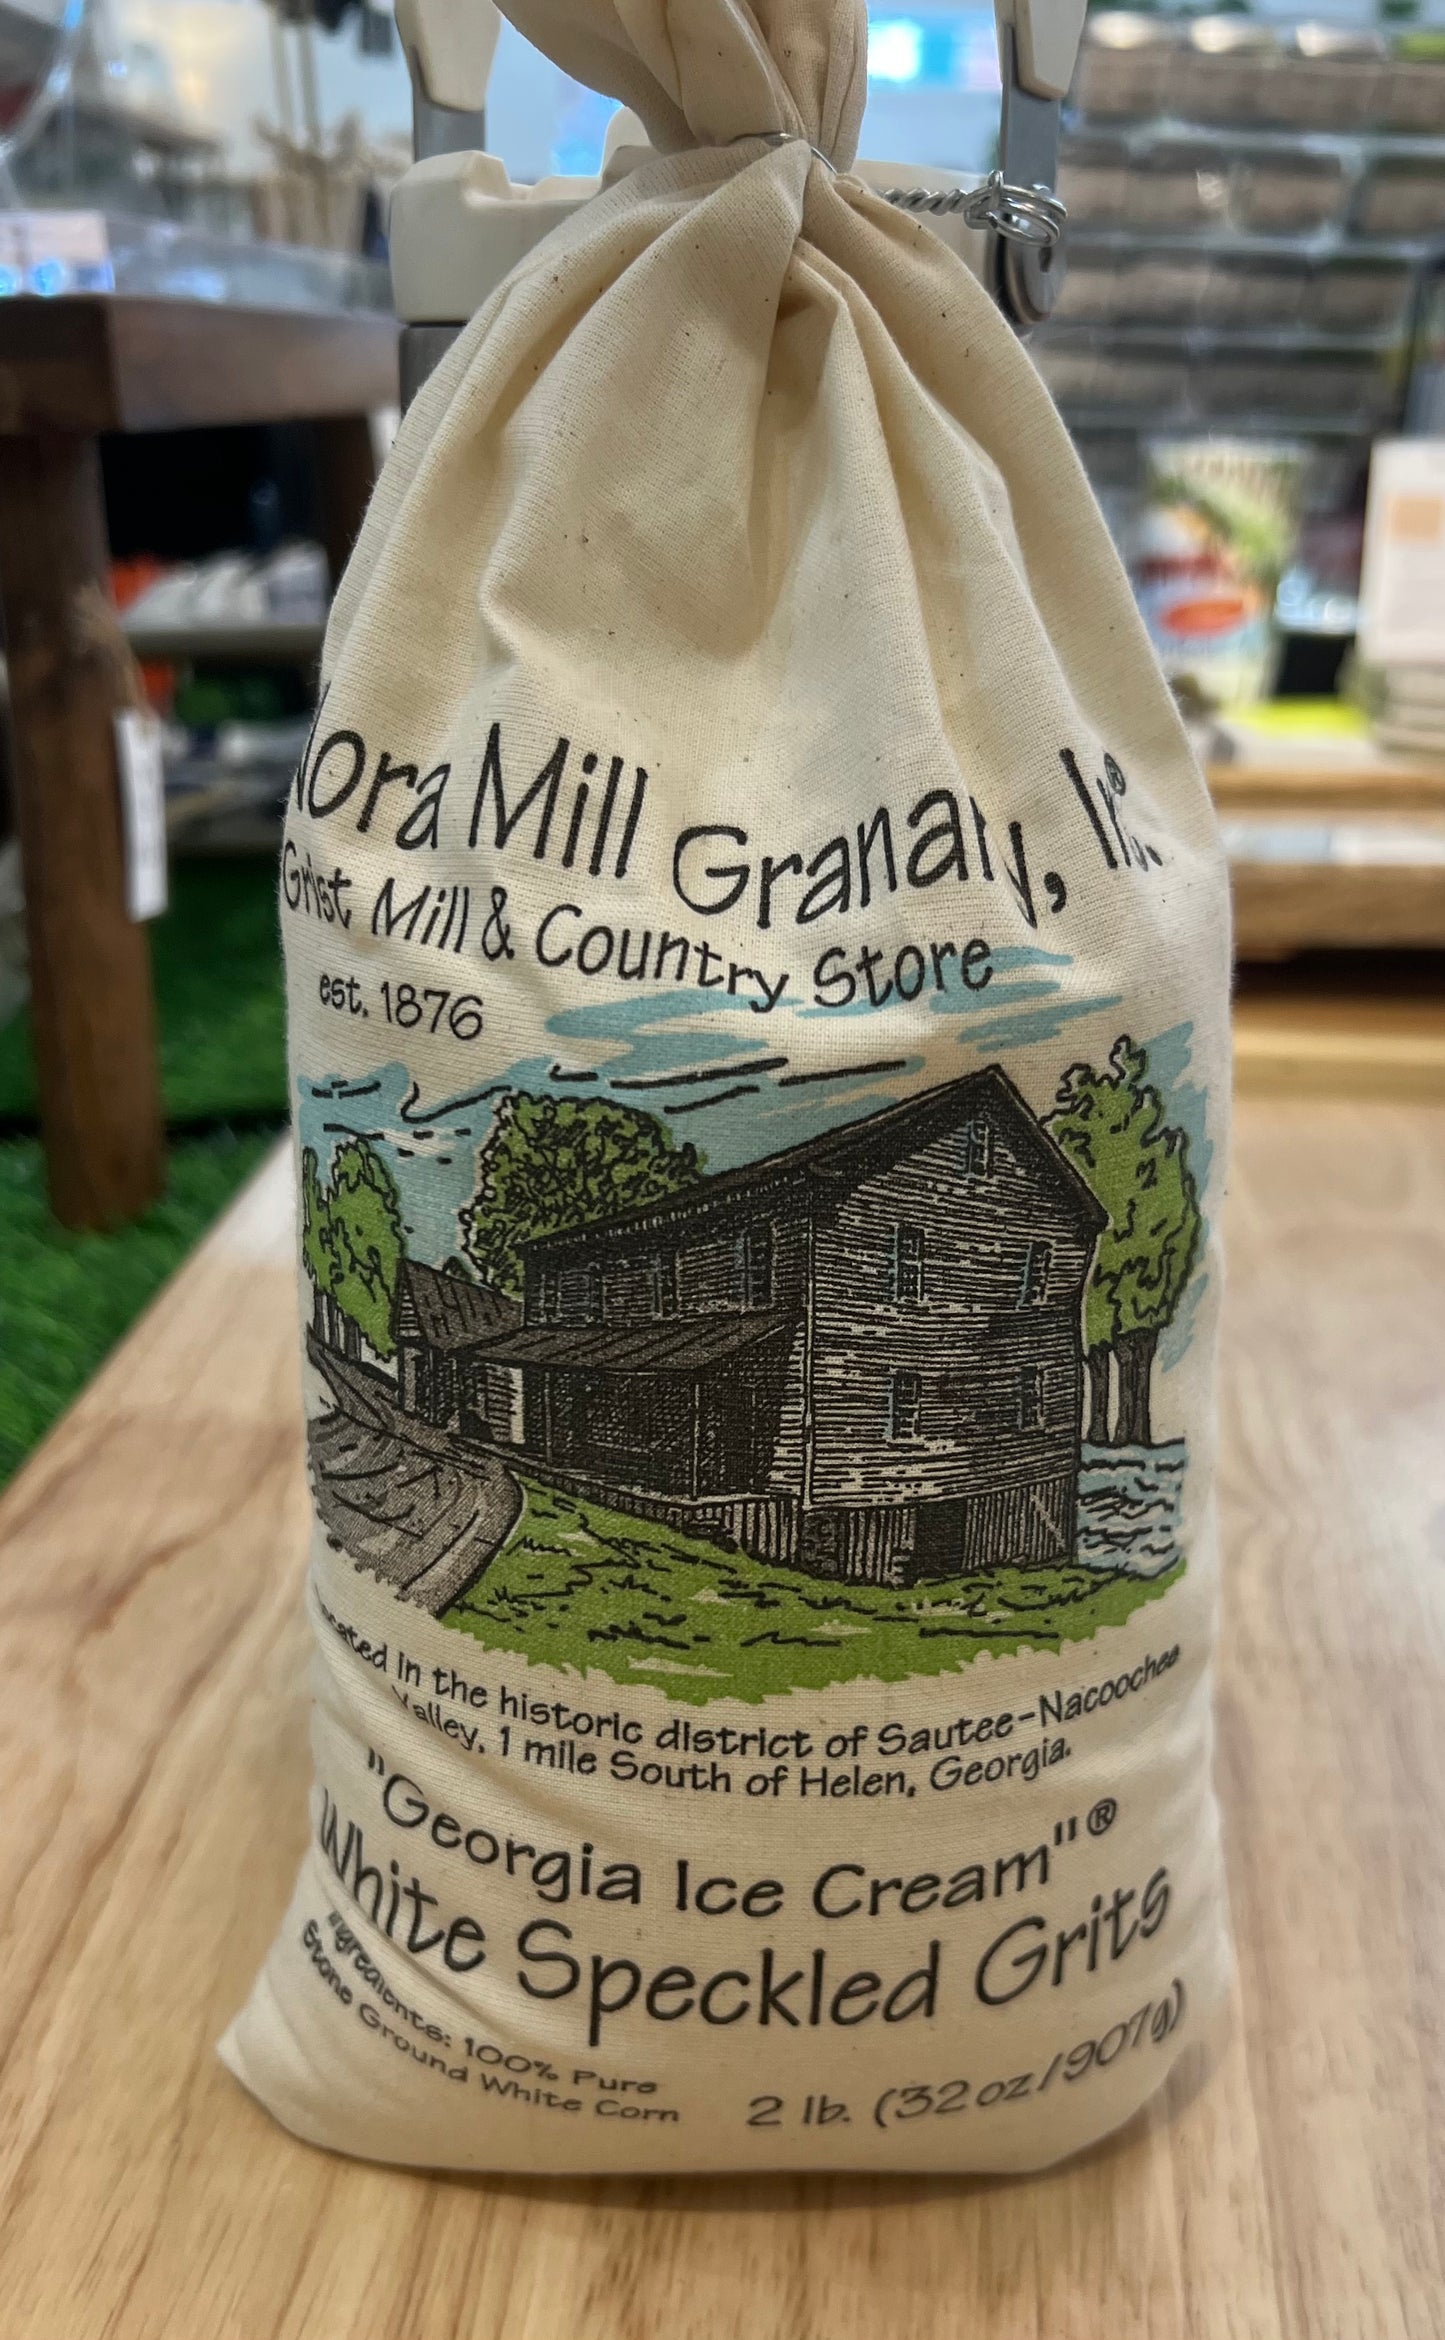 Nora Mill Granary, Inc.®
Grist Mill & Country Store
est. 1876
Located in the historic district of Sautee-Nacoochee
Valley, 1 mile South of Helen, Georgia.
"Georgia Ice Cream"®
White Speckled Grits
Ingredients: 100% Pure
Stone Ground White Corn
2 lb. (32 oz/907g)